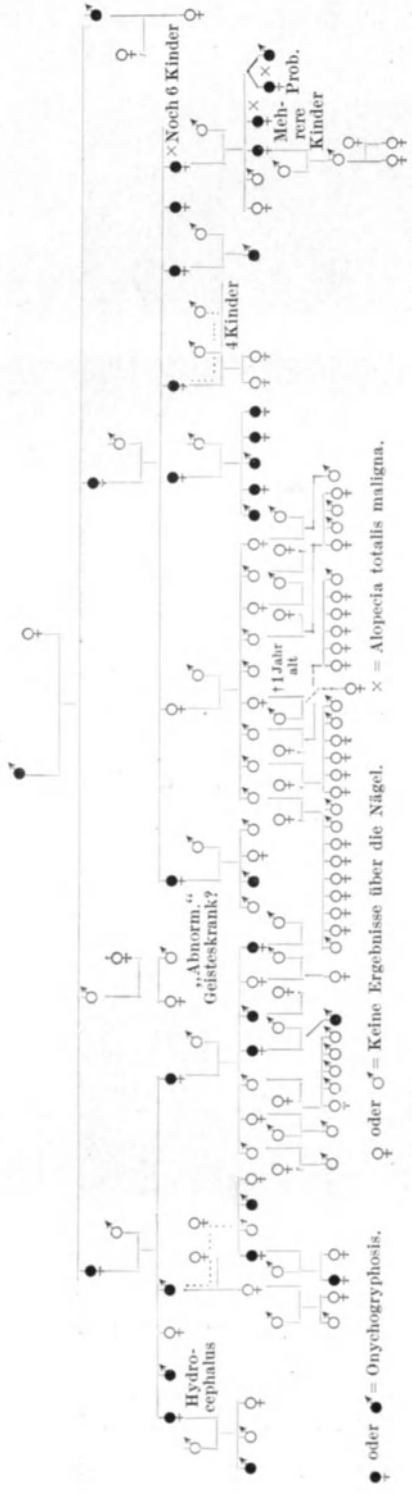 Hydro-
cephalus
„Abnorm.“
Geisteskrank?
† 1 Jahr
alt
4 Kinder
× Noch 6 Kinder
Meh-
rere
Kinder
×
×
Prob.
● oder ● = Onychogryphosis.
○ oder ○ = Keine Ergebnisse über die Nägel.
× = Alopecia totalis maligna.